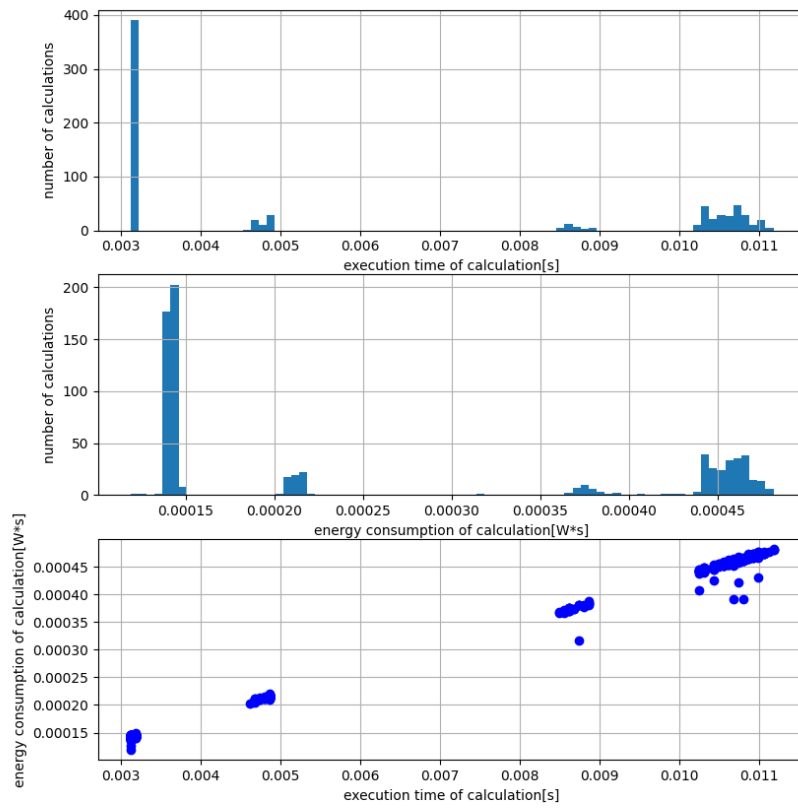 number of calculations
400
300
200
100
0
0.003 0.004 0.005 0.006 0.007 0.008 0.009 0.010 0.011
execution time of calculation[s]
number of calculations
200
150
100
50
0
0.00015 0.00020 0.00025 0.00030 0.00035 0.00040 0.00045
energy consumption of calculation[W*s]
energy consumption of calculation[W*s]
0.00045
0.00040
0.00035
0.00030
0.00025
0.00020
0.00015
0.003 0.004 0.005 0.006 0.007 0.008 0.009 0.010 0.011
execution time of calculation[s]